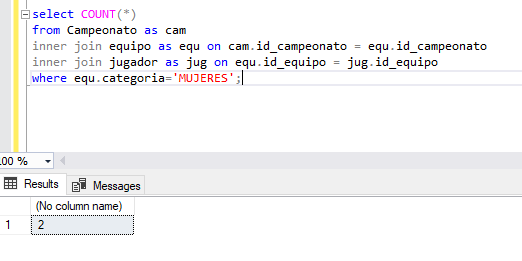 select COUNT(*)
from Campeonato as cam
inner join equipo as equ on cam.id_campeonato = equ.id_campeonato
inner join jugador as jug on equ.id_equipo = jug.id_equipo
where equ.categoria='MUJERES';
.00 %
Results Messages
(No column name)
1 2